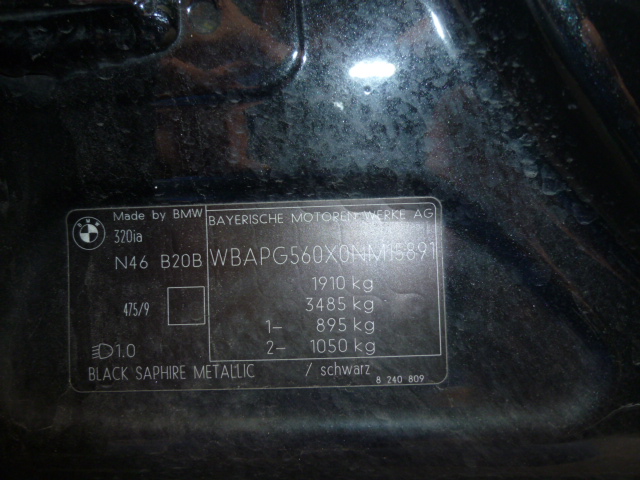 BMW
Made by BMW
320ia
N46 B20B
475/9
1.0
BLACK SAPHIRE METALLIC / schwarz
BAYERISCHE MOTOREN WERKE AG
WBAPG560X0NM15891
1910 kg
3485 kg
1- 895 kg
2- 1050 kg
8 240 809